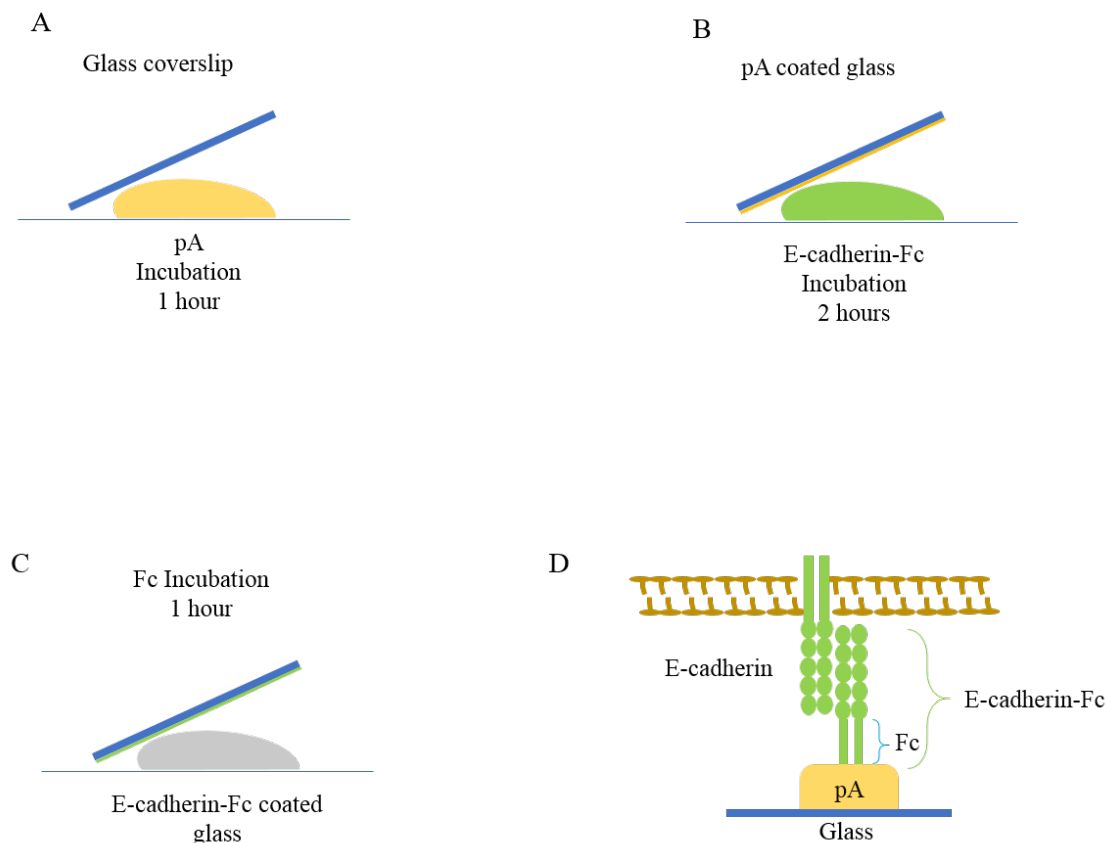 A
Glass coverslip
pA
Incubation
1 hour
B
pA coated glass
E-cadherin-Fc
Incubation
2 hours
C
Fc Incubation
1 hour
E-cadherin-Fc coated
glass
D
E-cadherin
E-cadherin-Fc
Fc
pA
Glass